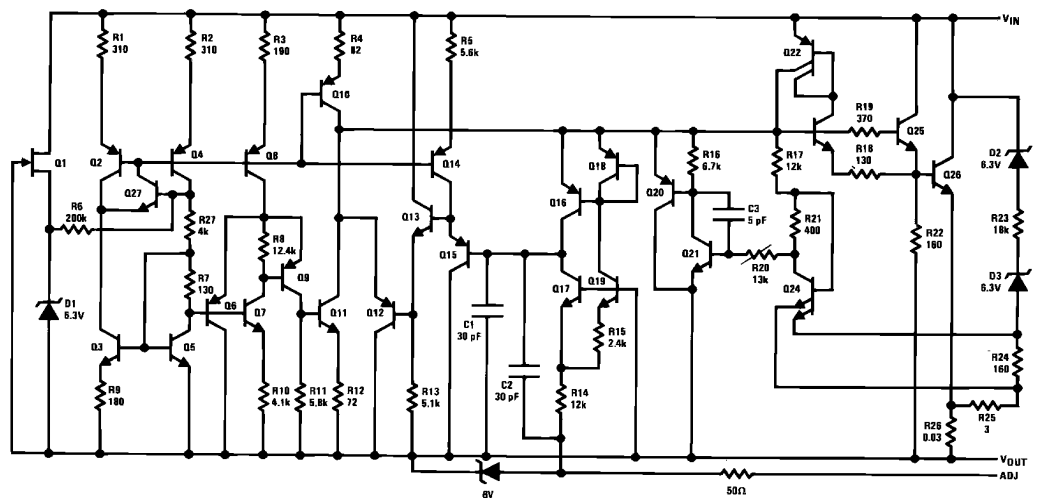 R1
310
R2
310
R3
190
R4
82
R5
5.6k
VIN
Q22
Q10
R19
370
Q25
R18
130
D2
6.3V
Q1
Q2
Q4
Q8
Q14
Q18
Q20
R16
6.7k
R17
12k
Q26
Q27
R6
200k
R27
4k
Q13
Q16
C3
5 pF
R21
400
R22
160
R23
18k
R8
12.4k
Q15
Q21
R20
13k
R7
130
Q9
D1
6.3V
Q6
Q7
Q11
Q12
C1
30 pF
Q17
Q19
Q24
D3
6.3V
Q3
Q5
R15
2.4k
R24
160
R9
180
R10
4.1k
R11
5.8k
R12
72
R13
5.1k
C2
30 pF
R14
12k
R26
0.03
R25
3
VOUT
ADJ
6V
50Ω